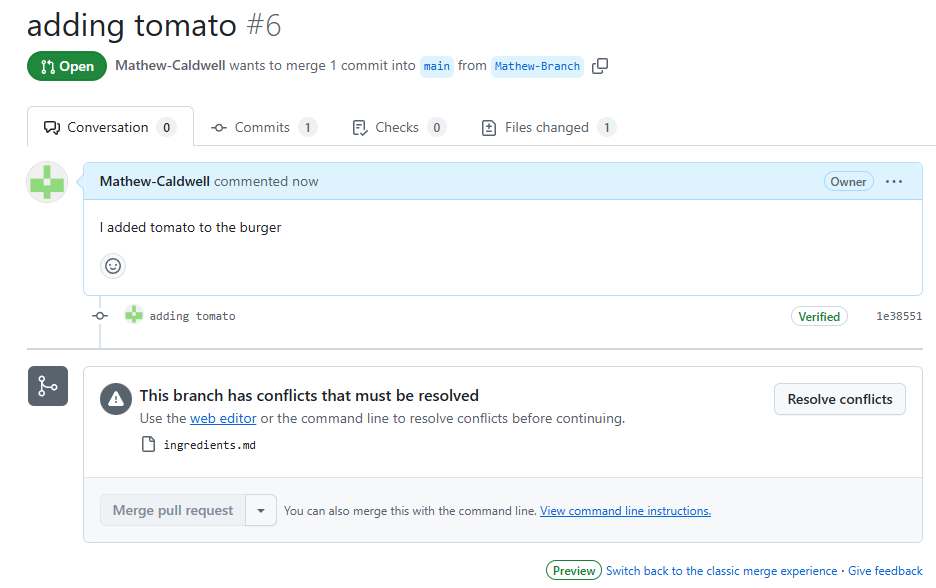 adding tomato #6
Open Mathew-Caldwell wants to merge 1 commit into main from Mathew-Branch
Conversation 0 Commits 1 Checks 0 Files changed 1
Mathew-Caldwell commented now Owner
I added tomato to the burger
adding tomato Verified 1e38551
This branch has conflicts that must be resolved
Resolve conflicts
Use the web editor or the command line to resolve conflicts before continuing.
ingredients.md
Merge pull request You can also merge this with the command line. View command line instructions.
Preview Switch back to the classic merge experience · Give feedback